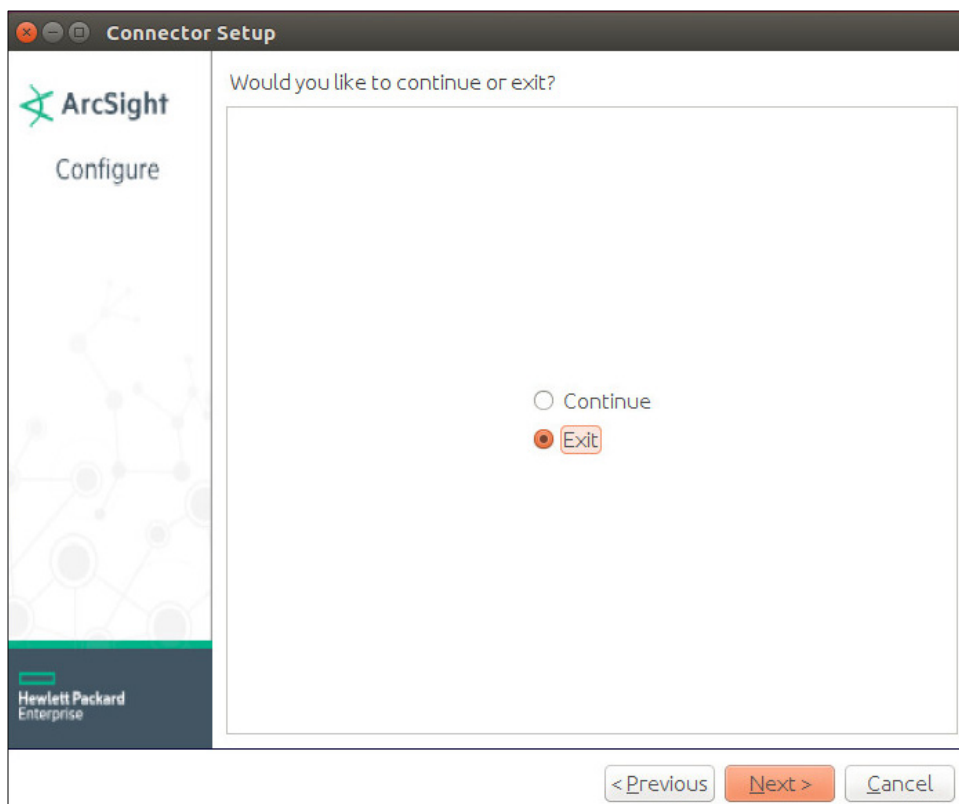 Connector Setup
ArcSight
Configure
Would you like to continue or exit?
Continue
Exit
Hewlett Packard
Enterprise
< Previous
Next >
Cancel